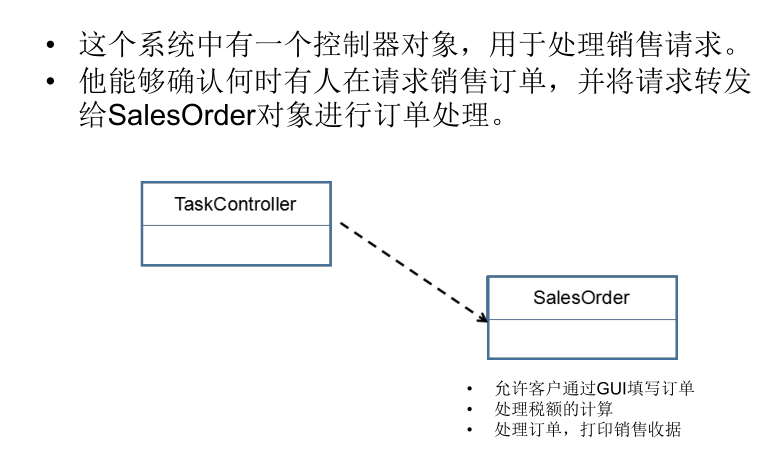 • 这个系统中有一个控制器对象，用于处理销售请求。
• 他能够确认何时有人在请求销售订单，并将请求转发
给SalesOrder对象进行订单处理。
TaskController
SalesOrder
• 允许客户通过GUI填写订单
• 处理税额的计算
• 处理订单，打印销售收据